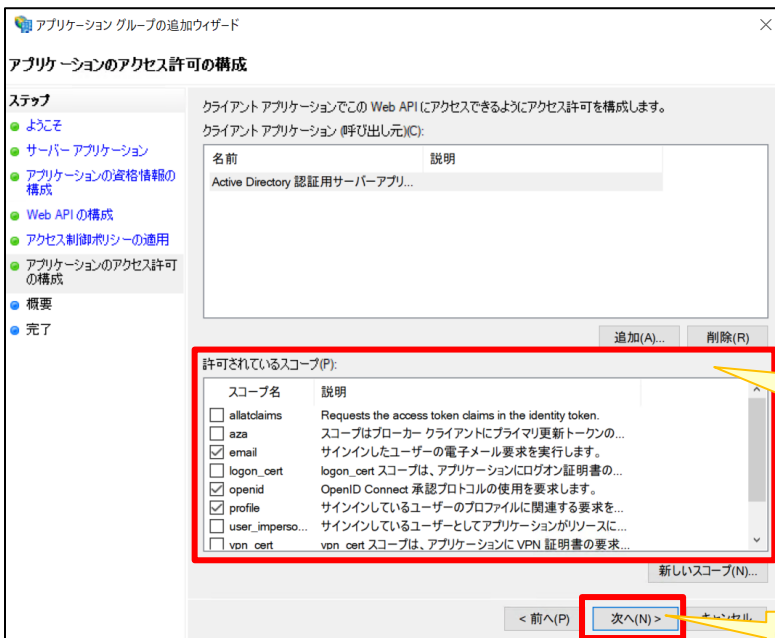 アプリケーション グループの追加ウィザード
アプリケーションのアクセス許可の構成
ステップ
ようこそ
サーバー アプリケーション
アプリケーションの資格情報の
構成
Web API の構成
アクセス制御ポリシーの適用
アプリケーションのアクセス許可
の構成
概要
完了
クライアント アプリケーションでこの Web API にアクセスできるようにアクセス許可を構成します。
クライアント アプリケーション (呼び出し元)(C):
名前 説明
Active Directory 認証用サーバーアプリ...
追加(A)... 削除(R)
許可されているスコープ(P):
スコープ名 説明
allatclaims Requests the access token claims in the identity token.
aza スコープはブローカー クライアントにプライマリ更新トークンの...
email サインインしたユーザーの電子メール要求を実行します。
logon_cert logon_cert スコープは、アプリケーションにログオン証明書の...
openid OpenID Connect 承認プロトコルの使用を要求します。
profile サインインしているユーザーのプロファイルに関連する要求を...
user_imperso... サインインしているユーザーとしてアプリケーションがリソースに...
vpn_cert vpn_cert スコープは、アプリケーションに VPN 証明書の要求...
新しいスコープ(N)...
< 前へ(P) 次へ(N) > キャンセル